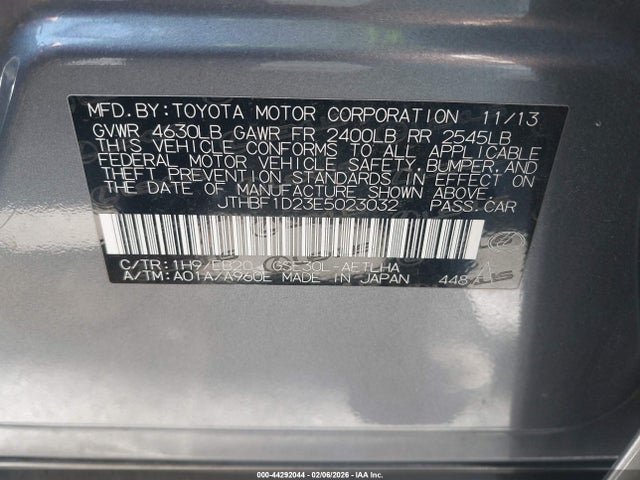 MFD.BY:TOYOTA MOTOR CORPORATION 11/13
GVWR 4630LB GAWR FR 2400LB RR 2545LB
THIS VEHICLE CONFORMS TO ALL APPLICABLE
FEDERAL MOTOR VEHICLE SAFETY,BUMPER,AND
THEFT PREVENTION STANDARDS IN EFFECT ON
THE DATE OF MANUFACTURE SHOWN ABOVE.
JTHBF1D23E5023032 PASS.CAR
C/TR:1H9/EB20J GSE30L-AETLHA
A/TM:A01A/A960E MADE IN JAPAN
000-44292044 | 02/06/2026 - IAA Inc.